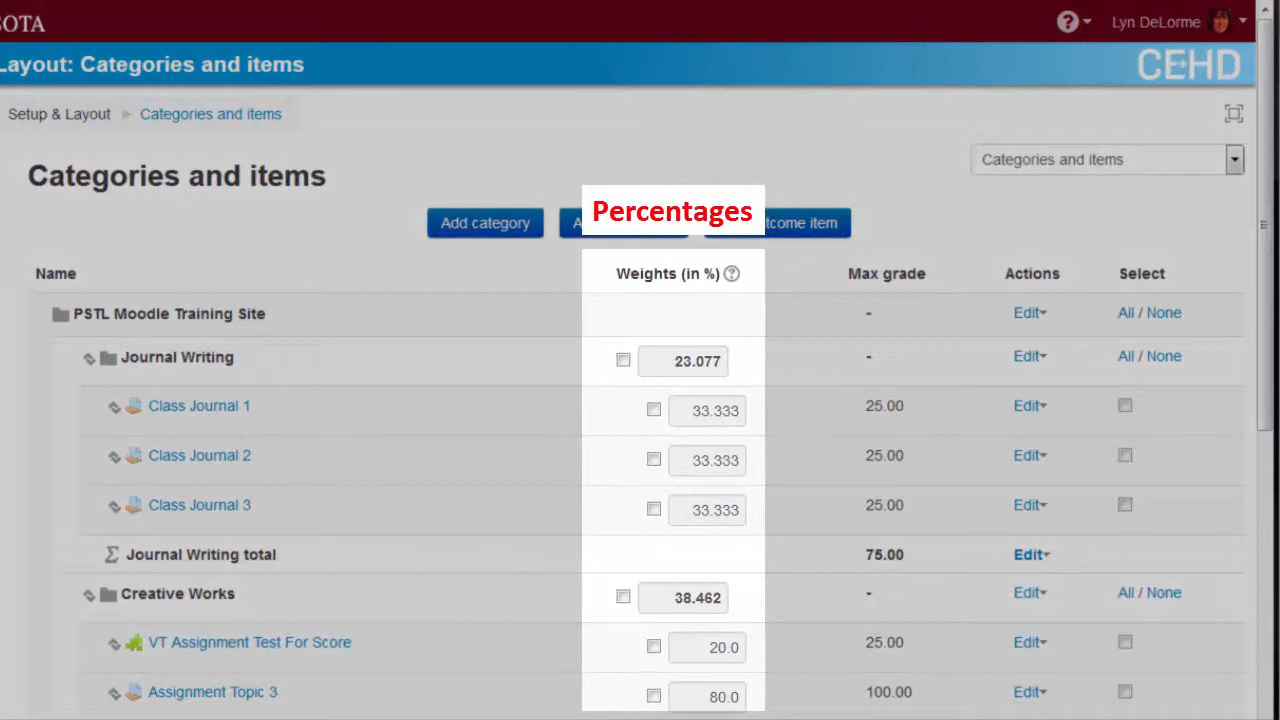 OTA
Lyn DeLorme
Layout: Categories and items
CEHD
Setup & Layout Categories and items
Categories and items
Categories and items
Percentages
Add category
tcome item
Name Weights (in %) Max grade Actions Select
PSTL Moodle Training Site - Edit All / None
Journal Writing 23.077 - Edit All / None
Class Journal 1 33.333 25.00 Edit
Class Journal 2 33.333 25.00 Edit
Class Journal 3 33.333 25.00 Edit
Σ Journal Writing total 75.00 Edit
Creative Works 38.462 - Edit All / None
VT Assignment Test For Score 20.0 25.00 Edit
Assignment Topic 3 80.0 100.00 Edit